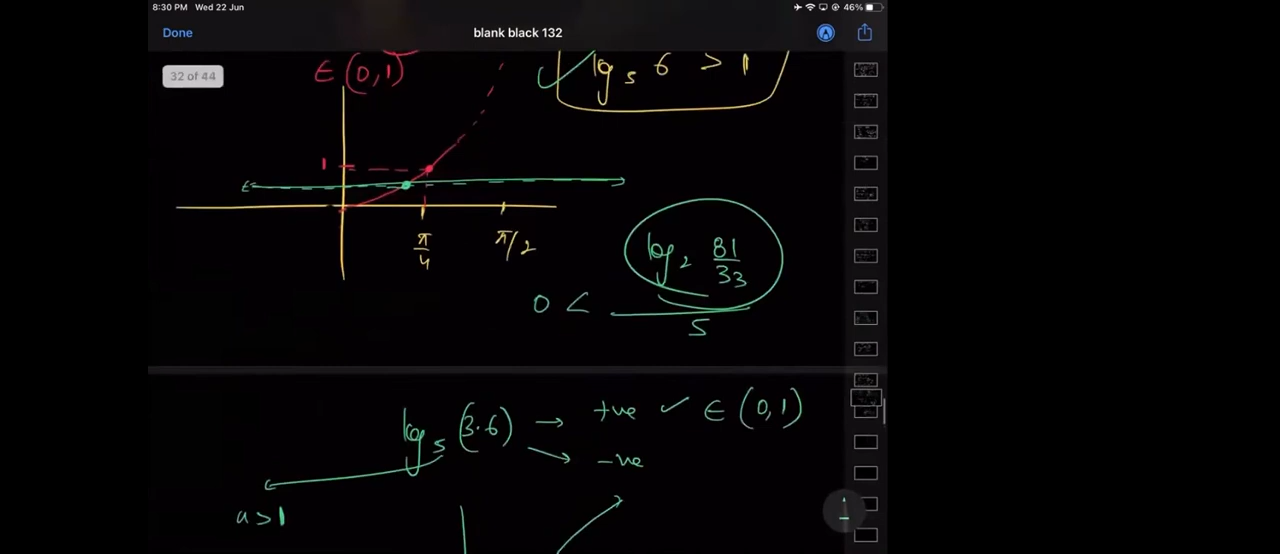 8:30 PM Wed 22 Jun
46%
Done
blank black 132
32 of 44
∈ (0,1)
log₅ 6 > 1
1
π/4
π/2
log₂ 81/33
0 <
5
log₅ (3.6) → +ve ✓ ∈ (0,1)
→ -ve
a>1